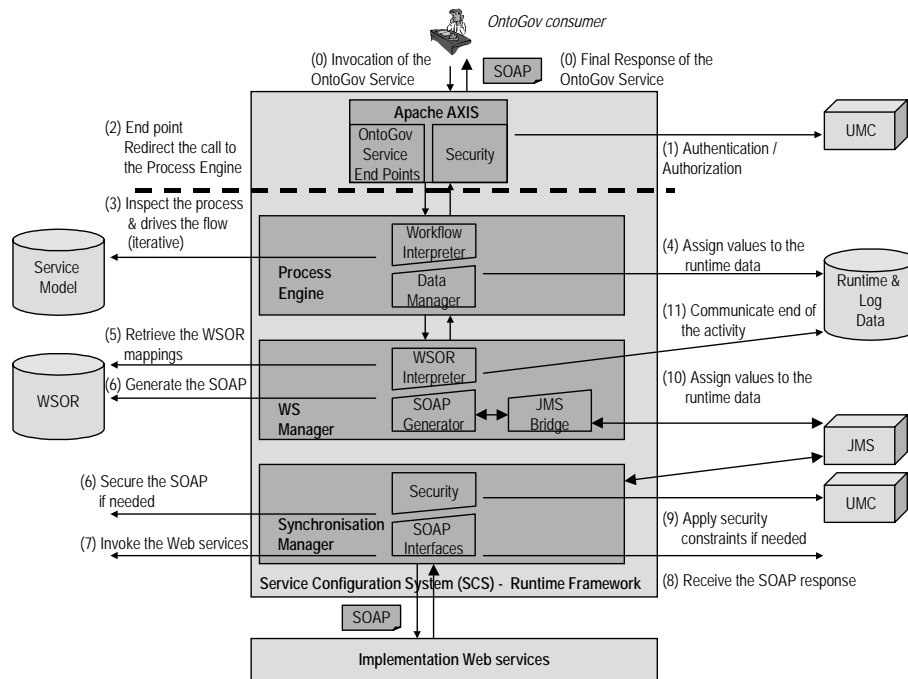 OntoGov consumer
(0) Invocation of the
OntoGov Service
SOAP
(0) Final Response of the
OntoGov Service
Apache AXIS
OntoGov
Service
End Points
Security
UMC
(1) Authentication /
Authorization
(2) End point
Redirect the call to
the Process Engine
(3) Inspect the process
& drives the flow
(iterative)
Service
Model
Process
Engine
Workflow
Interpreter
Data
Manager
(4) Assign values to the
runtime data
Runtime &
Log
Data
(11) Communicate end of
the activity
(5) Retrieve the WSOR
mappings
(6) Generate the SOAP
WSOR
WS
Manager
WSOR
Interpreter
SOAP
Generator
JMS
Bridge
(10) Assign values to the
runtime data
JMS
(6) Secure the SOAP
if needed
(7) Invoke the Web services
Synchronisation
Manager
Security
SOAP
Interfaces
UMC
(9) Apply security
constraints if needed
(8) Receive the SOAP response
Service Configuration System (SCS) - Runtime Framework
SOAP
Implementation Web services